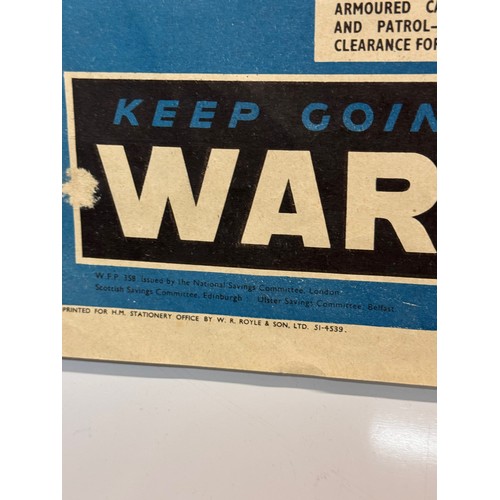 ARMOURED CA
AND PATROL—
CLEARANCE FOR
KEEP GOIN
WAR
W.F.P. 358. Issued by the National Savings Committee, London
Scottish Savings Committee, Edinburgh Ulster Savings Committee, Belfast.
PRINTED FOR H.M. STATIONERY OFFICE BY W. R. ROYLE & SON, LTD. 51-4539.